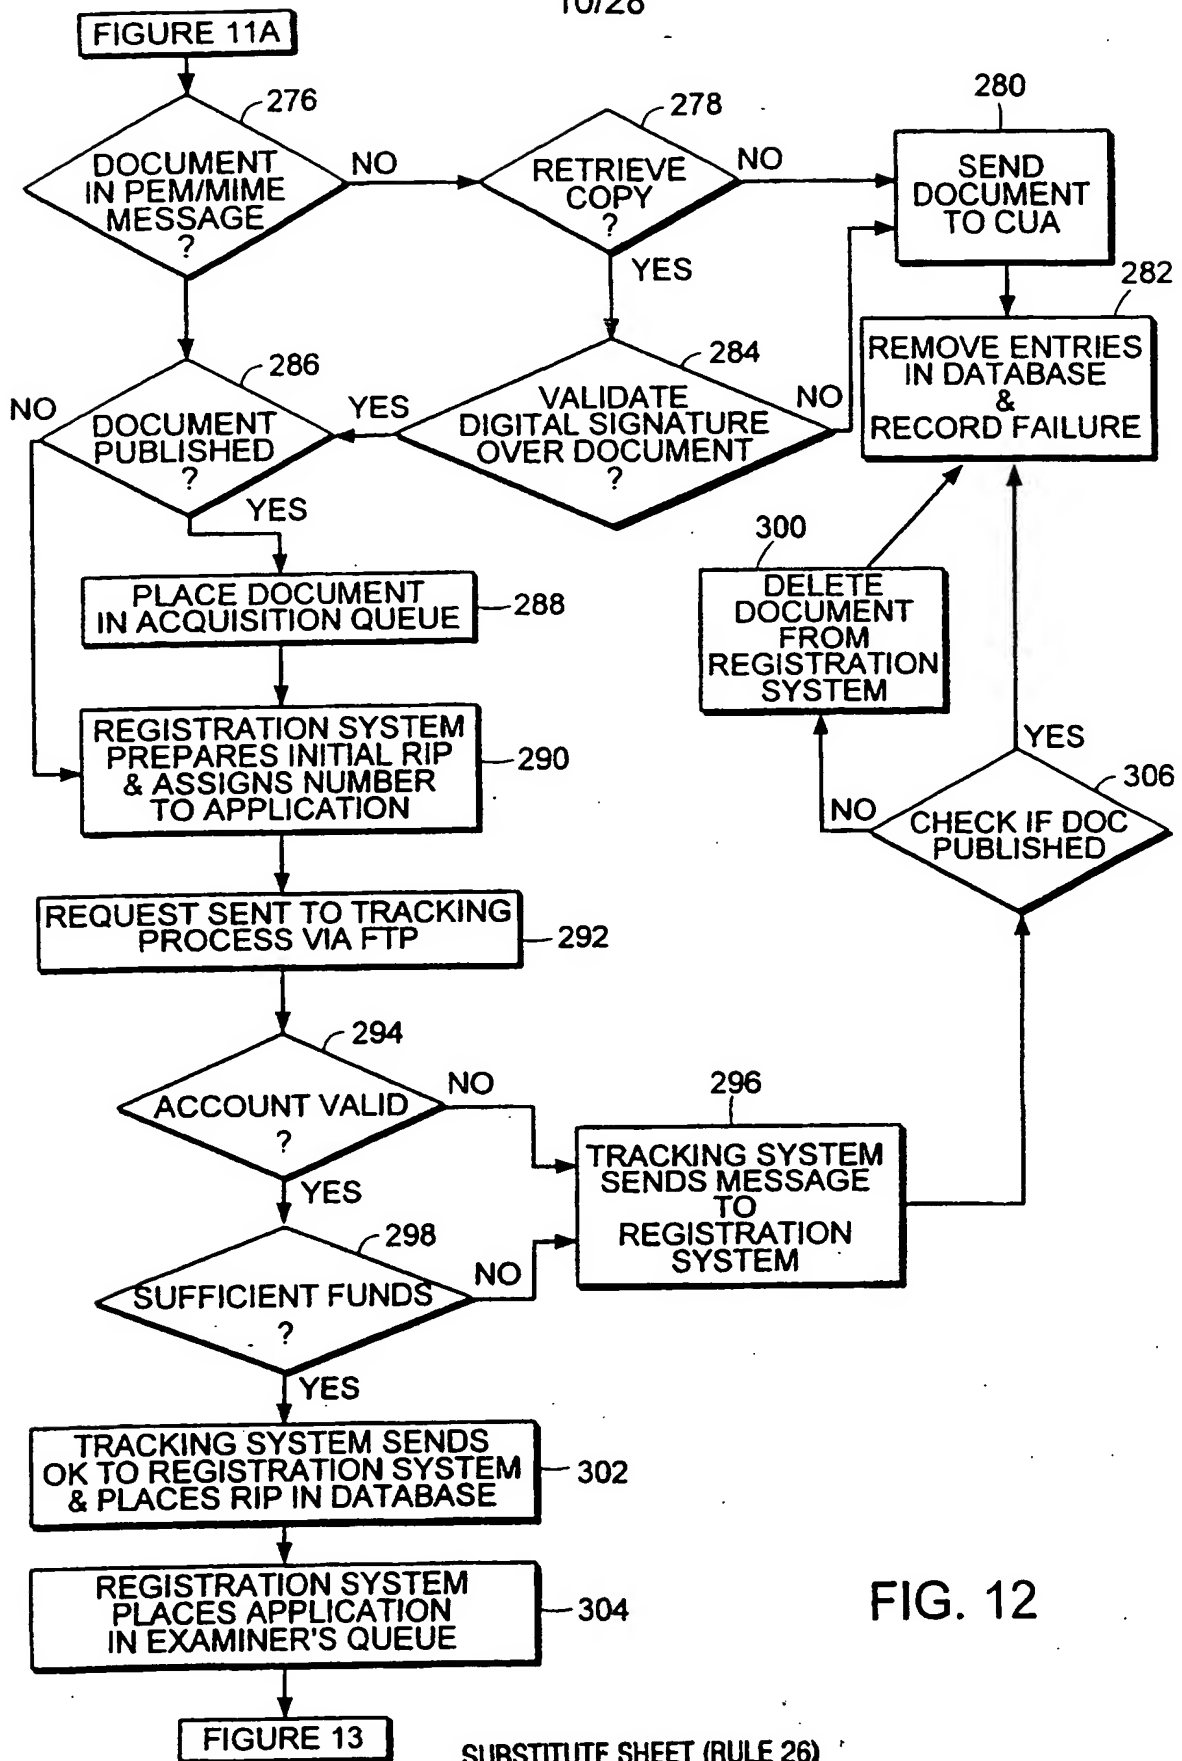 10/28
FIGURE 11A
276
DOCUMENT
IN PEM/MIME
MESSAGE
?
NO
278
RETRIEVE
COPY
?
NO
YES
280
SEND
DOCUMENT
TO CUA
282
REMOVE ENTRIES
IN DATABASE
&
RECORD FAILURE
284
VALIDATE
DIGITAL SIGNATURE
OVER DOCUMENT
?
NO
YES
286
DOCUMENT
PUBLISHED
?
NO
YES
PLACE DOCUMENT
IN ACQUISITION QUEUE
288
REGISTRATION SYSTEM
PREPARES INITIAL RIP
& ASSIGNS NUMBER
TO APPLICATION
290
300
DELETE
DOCUMENT
FROM
REGISTRATION
SYSTEM
YES
NO
306
CHECK IF DOC
PUBLISHED
REQUEST SENT TO TRACKING
PROCESS VIA FTP
292
294
ACCOUNT VALID
?
NO
YES
296
TRACKING SYSTEM
SENDS MESSAGE
TO
REGISTRATION
SYSTEM
298
SUFFICIENT FUNDS
?
NO
YES
TRACKING SYSTEM SENDS
OK TO REGISTRATION SYSTEM
& PLACES RIP IN DATABASE
302
REGISTRATION SYSTEM
PLACES APPLICATION
IN EXAMINER'S QUEUE
304
FIGURE 13
FIG. 12
SUBSTITUTE SHEET (RULE 26)